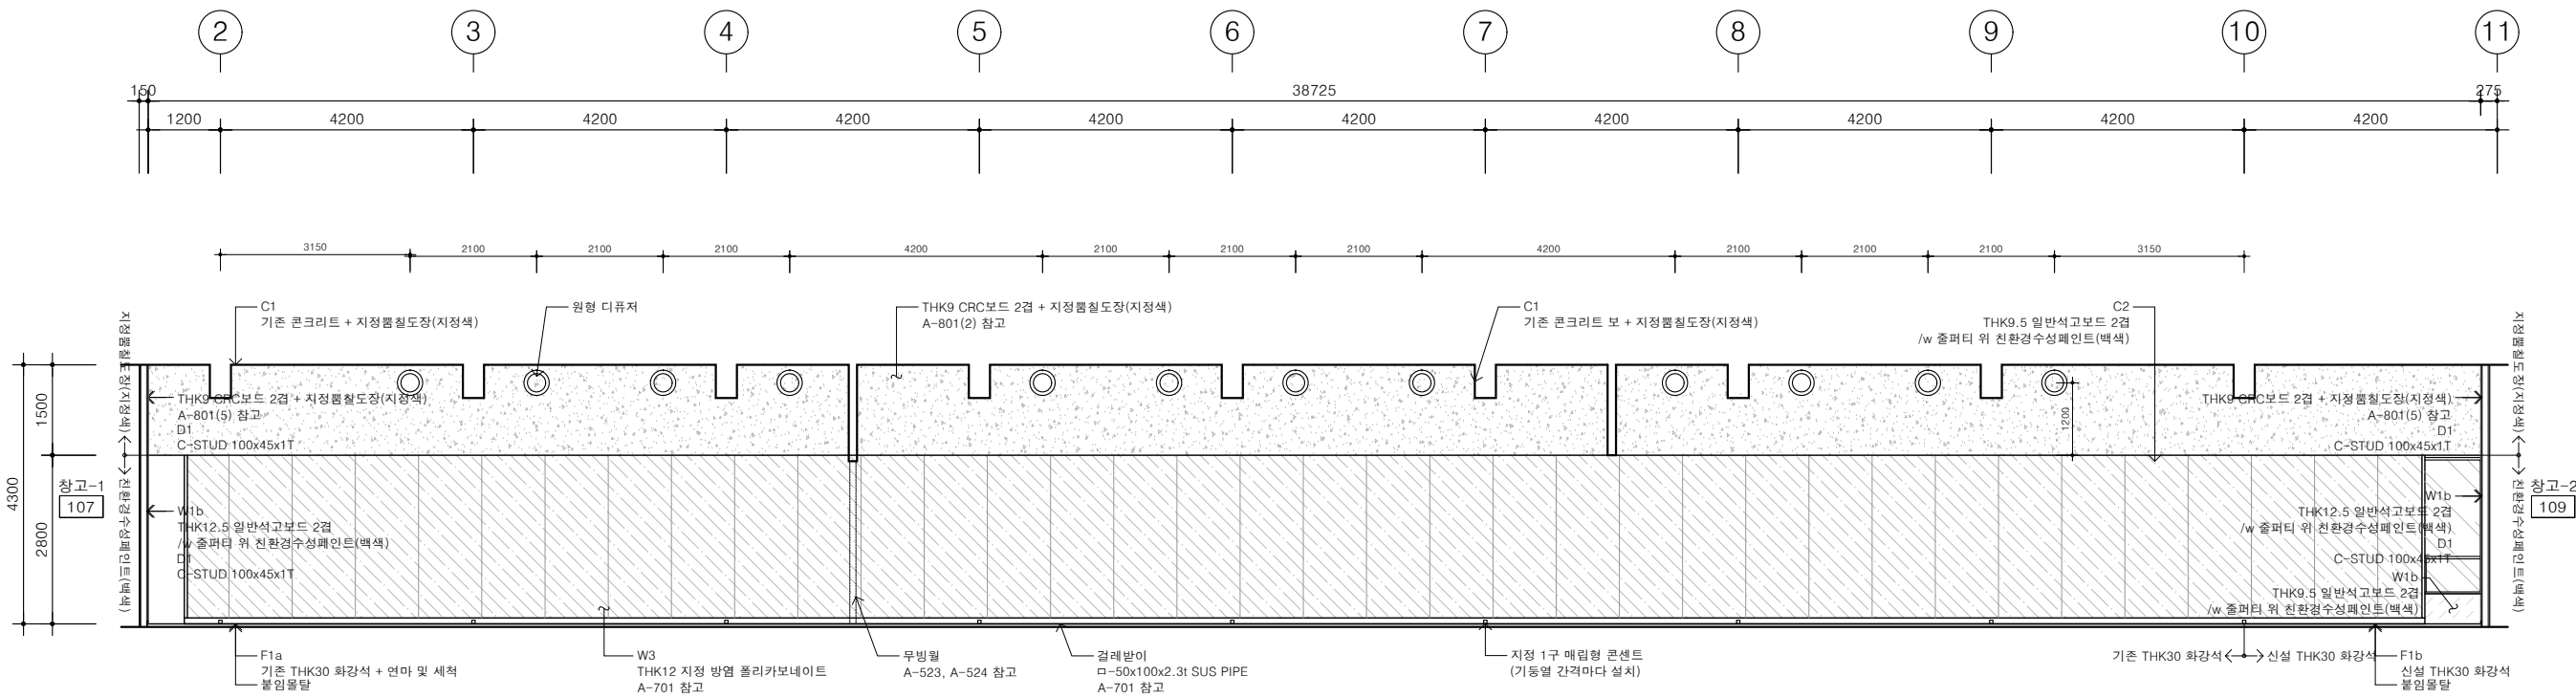 2
3
4
5
6
7
8
9
10
11
150
38725
275
1200
4200
4200
4200
4200
4200
4200
4200
4200
4200
3150
2100
2100
2100
4200
2100
2100
2100
4200
2100
2100
2100
3150
C1
기존 콘크리트 + 지정뿜칠도장(지정색)
원형 디퓨저
THK9 CRC보드 2겹 + 지정뿜칠도장(지정색)
A-801(2) 참고
C1
기존 콘크리트 보 + 지정뿜칠도장(지정색)
C2
THK9.5 일반석고보드 2겹
/w 줄퍼티 위 친환경수성페인트(백색)
지정뿜칠도장(지정색)
친환경수성페인트(백색)
4300
1500
2800
창고-1
107
THK9 CRC보드 2겹 + 지정뿜칠도장(지정색)
A-801(5) 참고
D1
C-STUD 100x45x1T
W1b
THK12.5 일반석고보드 2겹
/w 줄퍼티 위 친환경수성페인트(백색)
D1
C-STUD 100x45x1T
1200
THK9 CRC보드 2겹 + 지정뿜칠도장(지정색)
A-801(5) 참고
D1
C-STUD 100x45x1T
W1b
THK12.5 일반석고보드 2겹
/w 줄퍼티 위 친환경수성페인트(백색)
D1
C-STUD 100x45x1T
W1b
THK9.5 일반석고보드 2겹
/w 줄퍼티 위 친환경수성페인트(백색)
지정뿜칠도장(지정색)
친환경수성페인트(백색)
창고-2
109
F1a
기존 THK30 화강석 + 연마 및 세척
붙임몰탈
W3
THK12 지정 방염 폴리카보네이트
A-701 참고
무빙월
A-523, A-524 참고
걸레받이
ㅁ-50x100x2.3t SUS PIPE
A-701 참고
지정 1구 매립형 콘센트
(기둥열 간격마다 설치)
기존 THK30 화강석
신설 THK30 화강석
F1b
신설 THK30 화강석
붙임몰탈